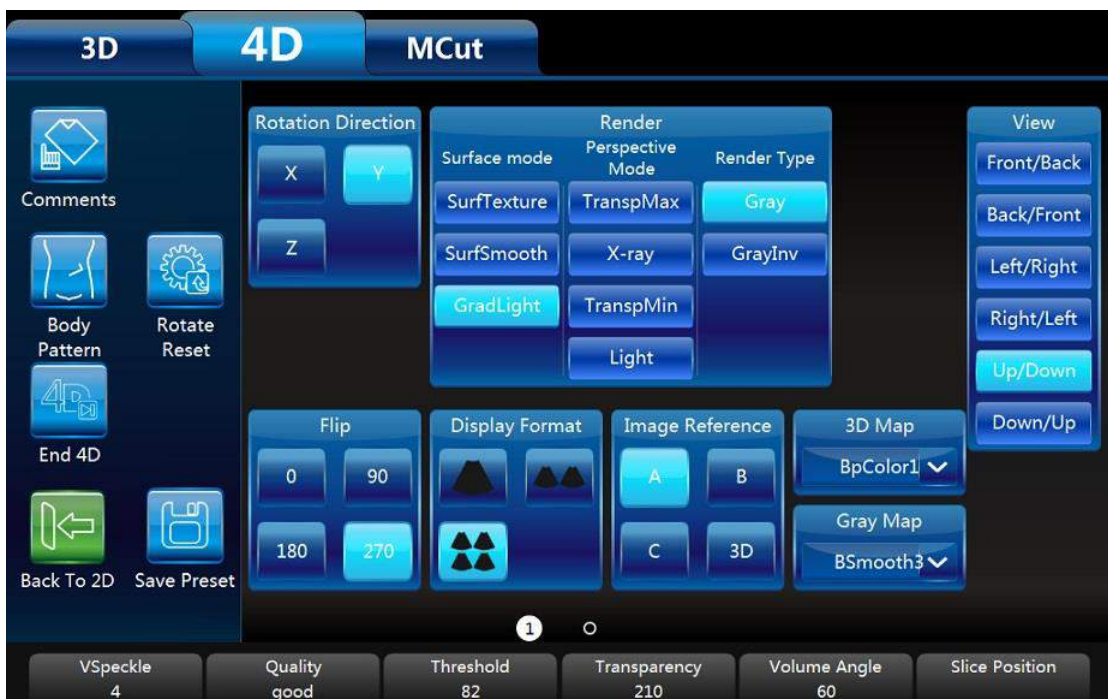 3D
4D
MCut
Comments
Body
Pattern
Rotate
Reset
4D
End 4D
Back To 2D
Save Preset
Rotation Direction
X
Y
Z
Render
Surface mode
Perspective
Mode
Render Type
SurfTexture
TranspMax
Gray
SurfSmooth
X-ray
GrayInv
GradLight
TranspMin
Light
View
Front/Back
Back/Front
Left/Right
Right/Left
Up/Down
Down/Up
Flip
0
90
180
270
Display Format
Image Reference
A
B
C
3D
3D Map
BpColor1
Gray Map
BSmooth3
1
VSpeckle
4
Quality
good
Threshold
82
Transparency
210
Volume Angle
60
Slice Position